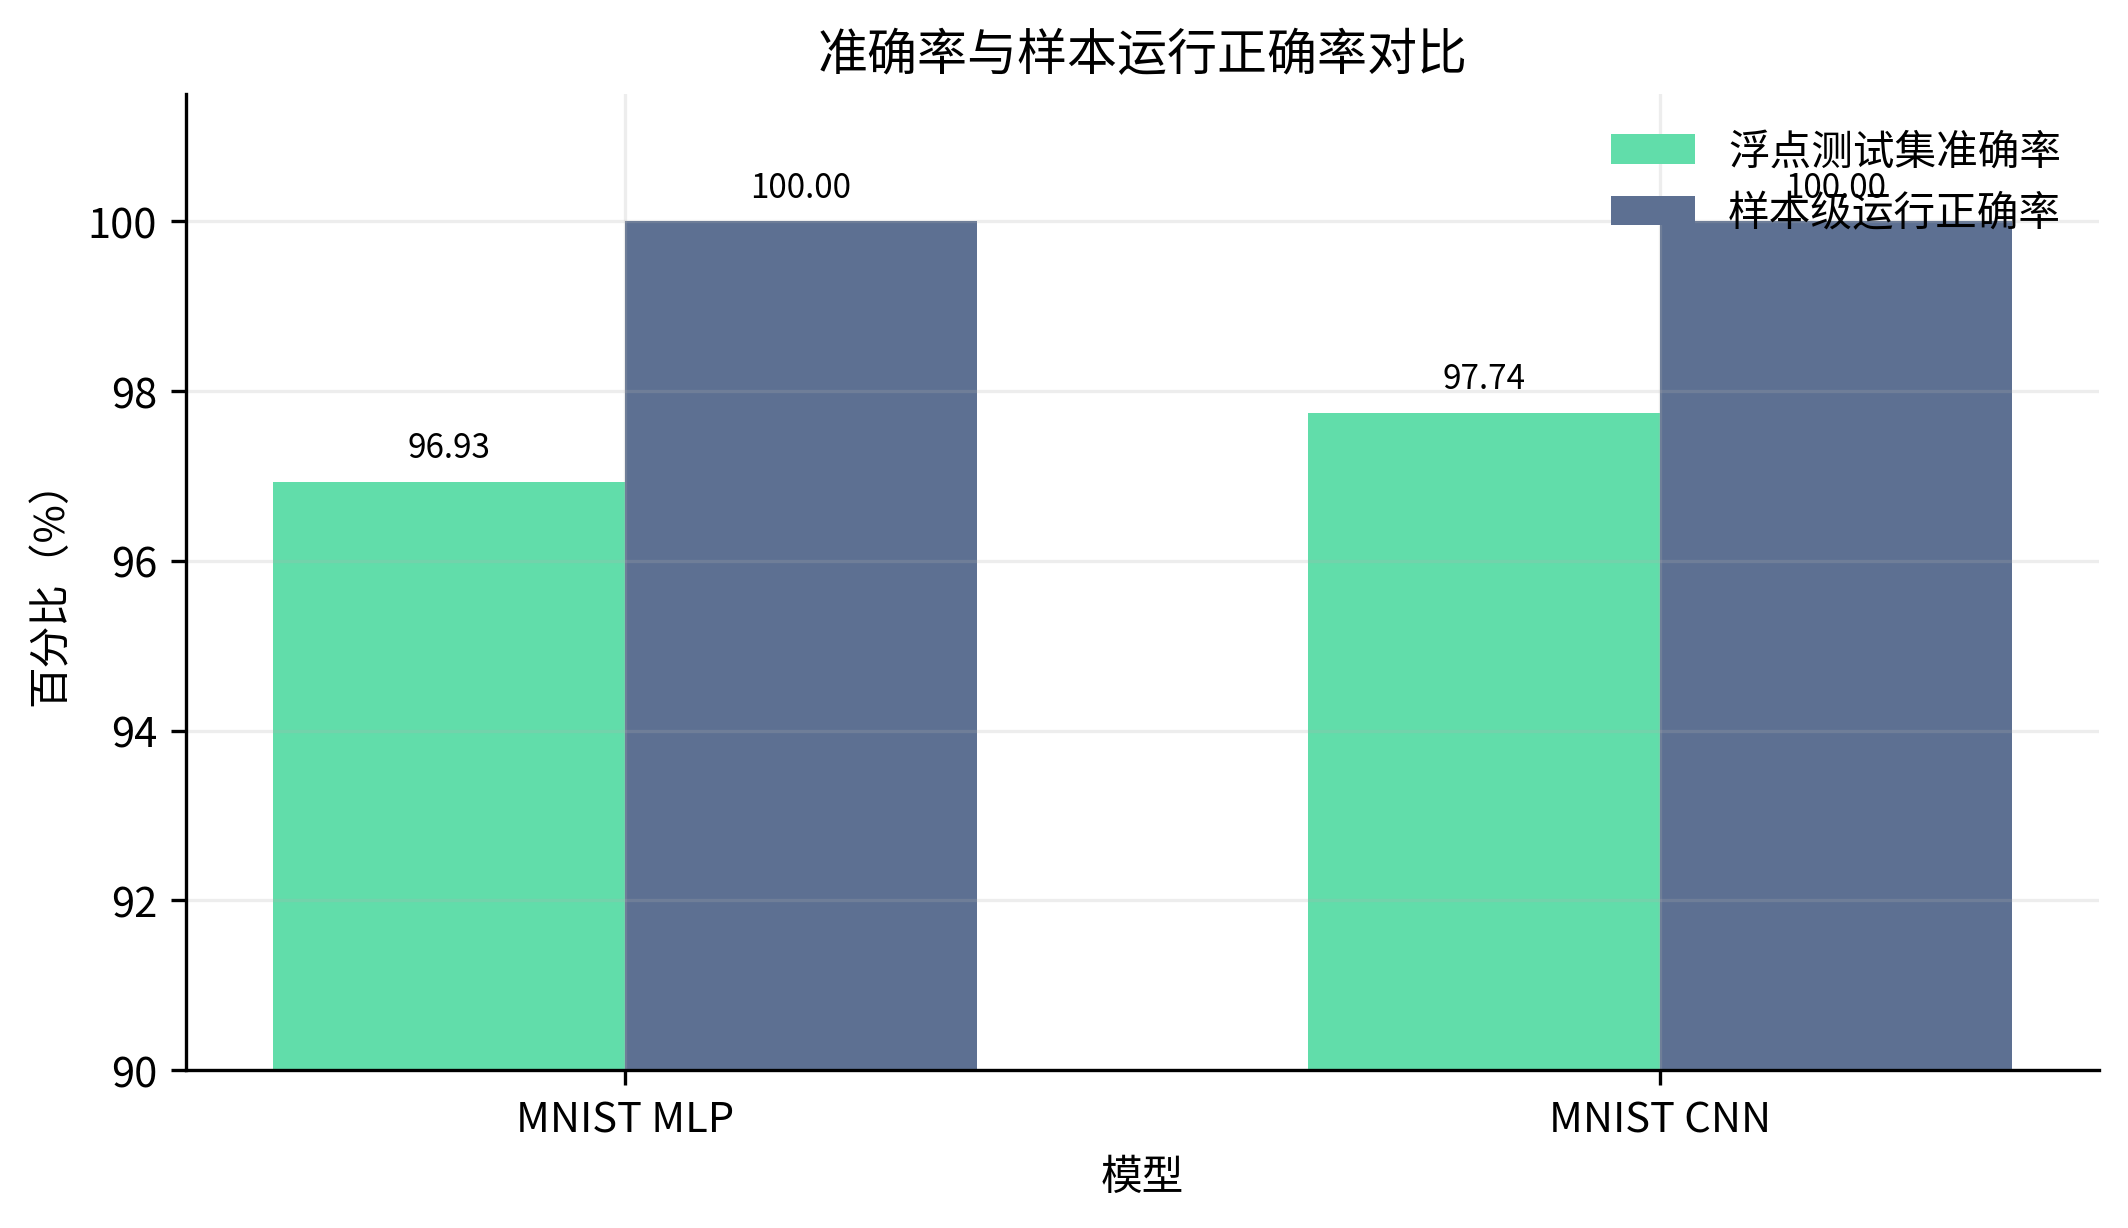 准确率与样本运行正确率对比
浮点测试集准确率
样本级运行正确率
100.00
100.00
97.74
96.93
百分比（%）
100
98
96
94
92
90
MNIST MLP
MNIST CNN
模型